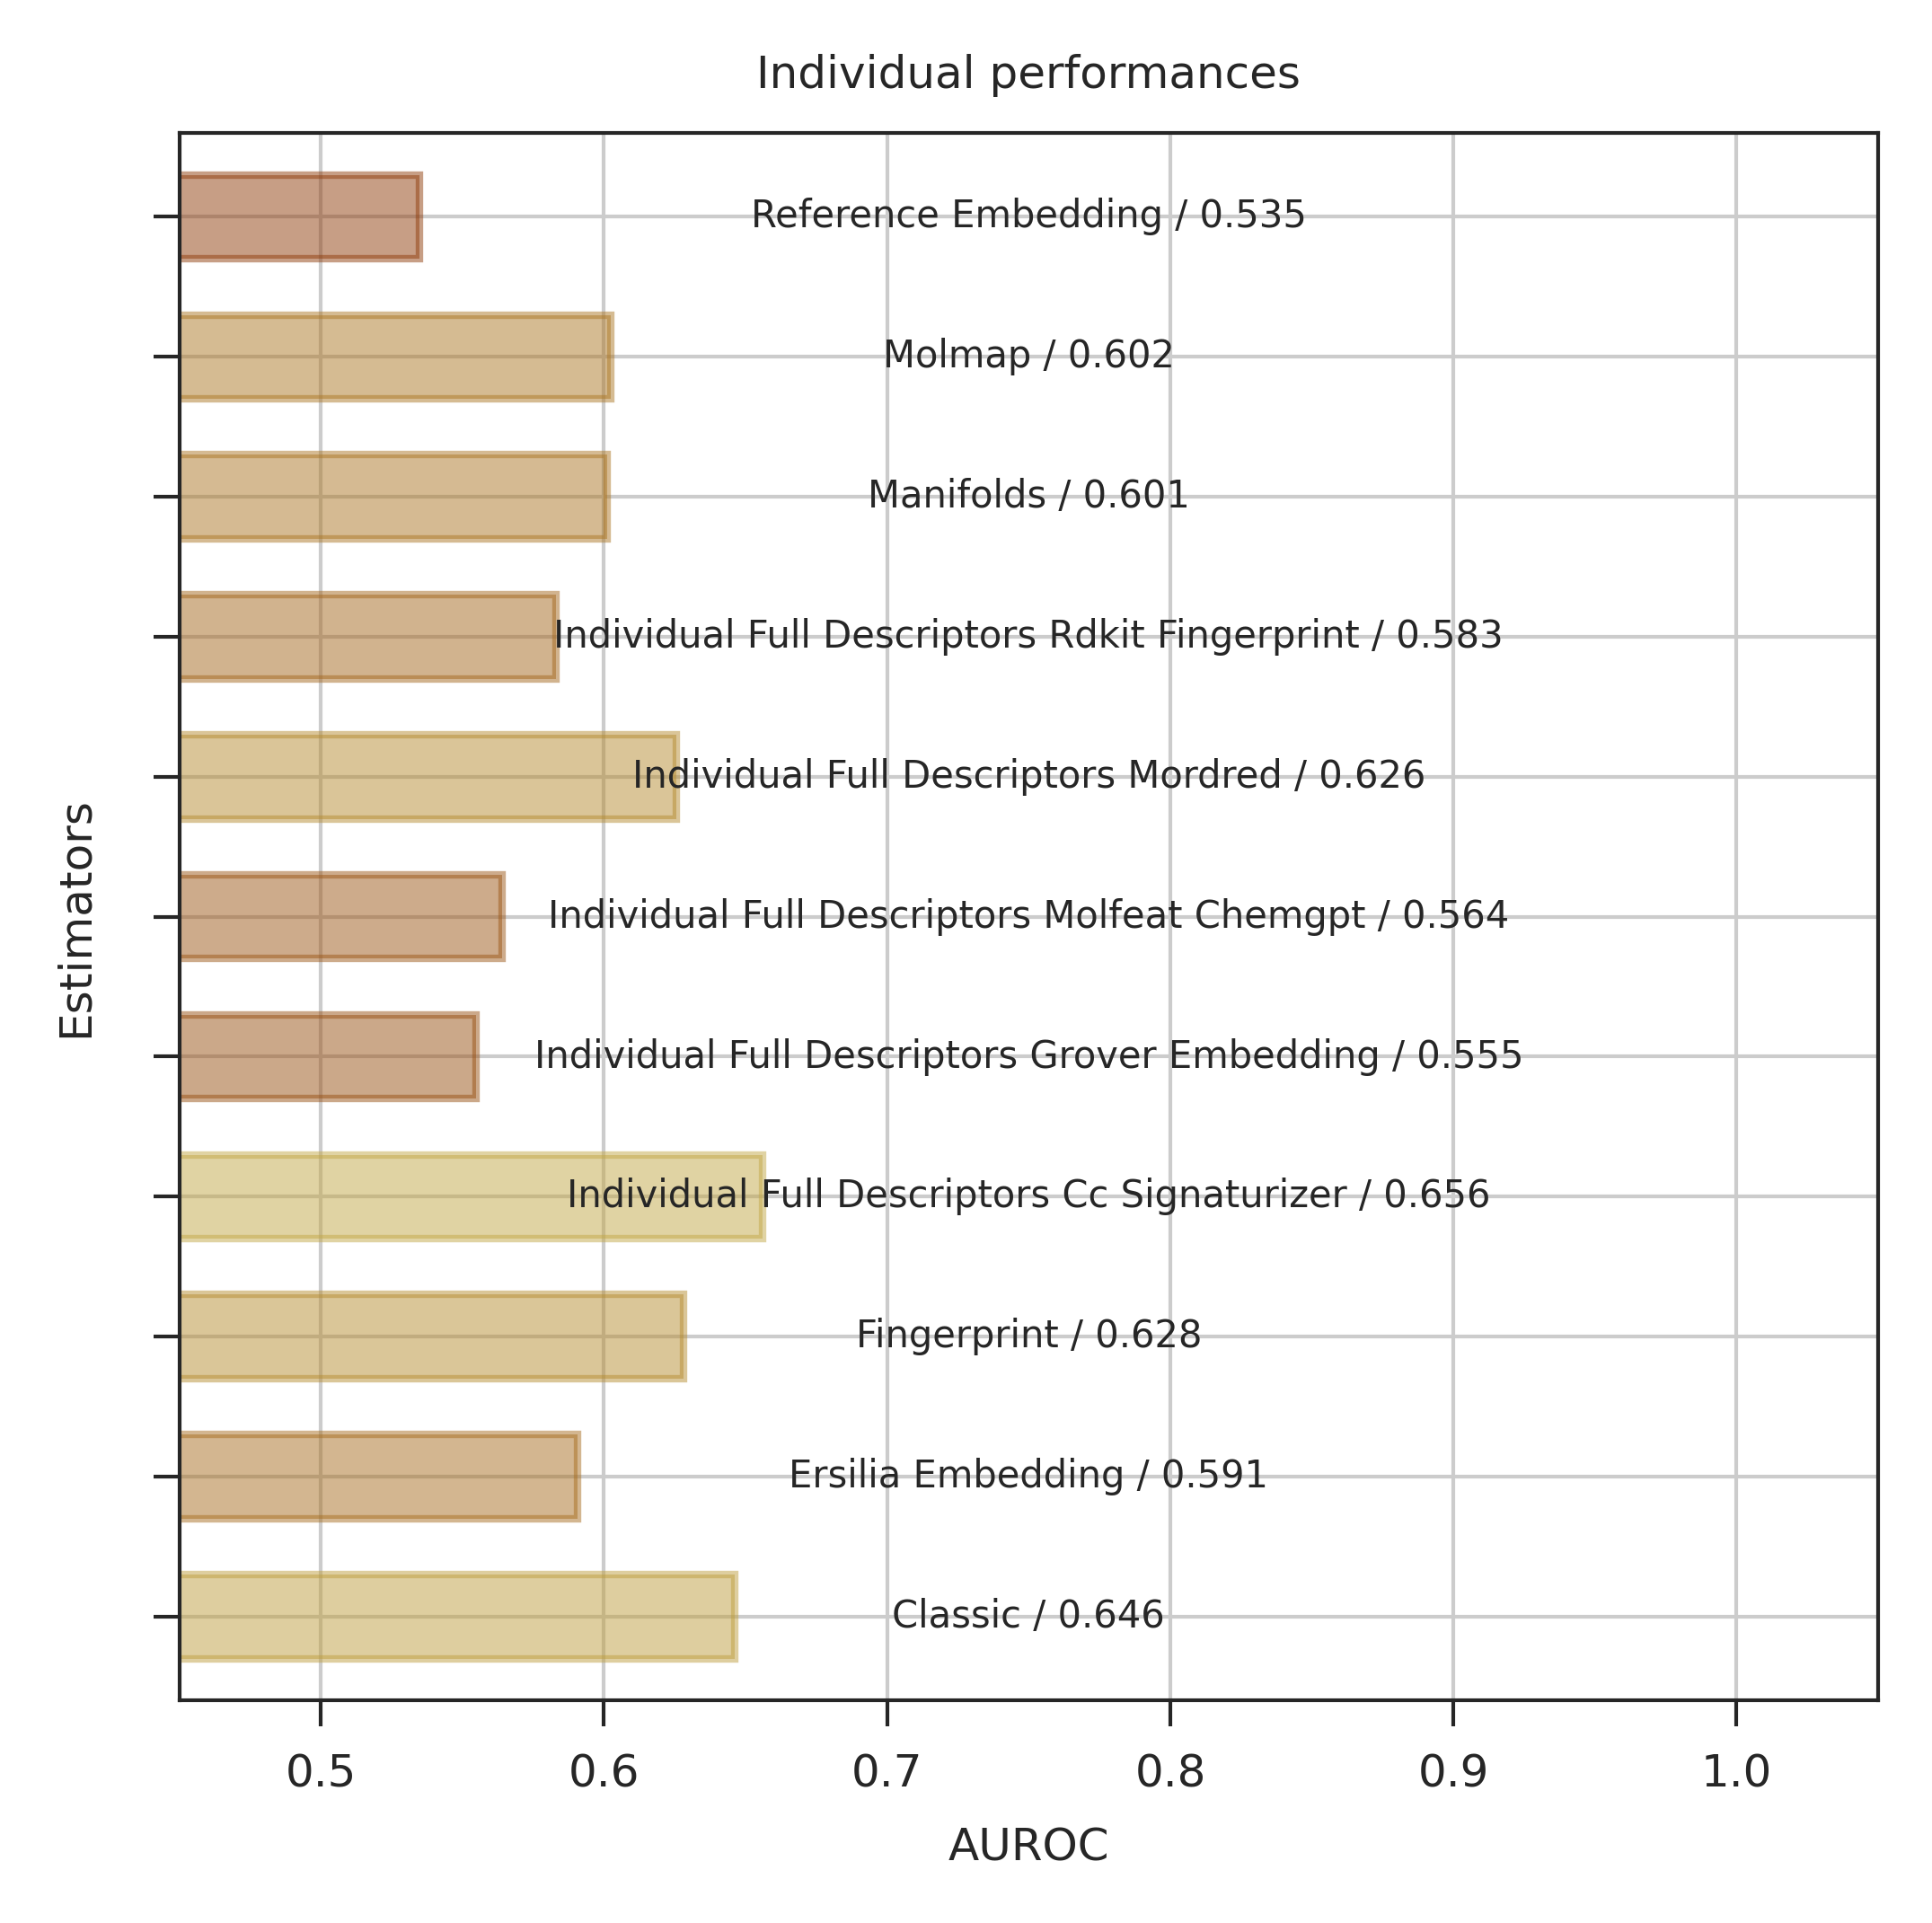 Individual performances
Reference Embedding / 0.535
Molmap / 0.602
Manifolds / 0.601
Individual Full Descriptors Rdkit Fingerprint / 0.583
Individual Full Descriptors Mordred / 0.626
Individual Full Descriptors Molfeat Chemgpt / 0.564
Individual Full Descriptors Grover Embedding / 0.555
Individual Full Descriptors Cc Signaturizer / 0.656
Fingerprint / 0.628
Ersilia Embedding / 0.591
Classic / 0.646
Estimators
0.5 0.6 0.7 0.8 0.9 1.0
AUROC